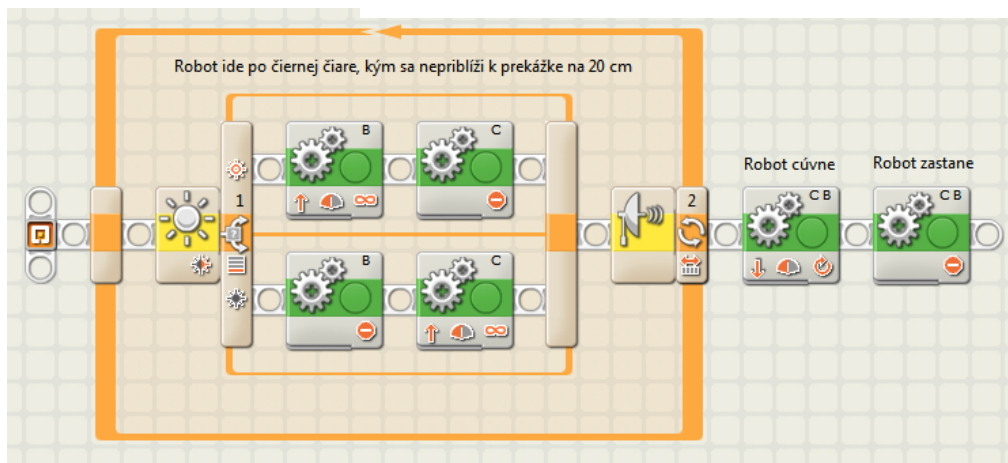 Robot ide po čiernej čiare, kým sa nepriblíži k prekážke na 20 cm
B
C
Robot cúvne
Robot zastane
1
2
C B
C B
B
C